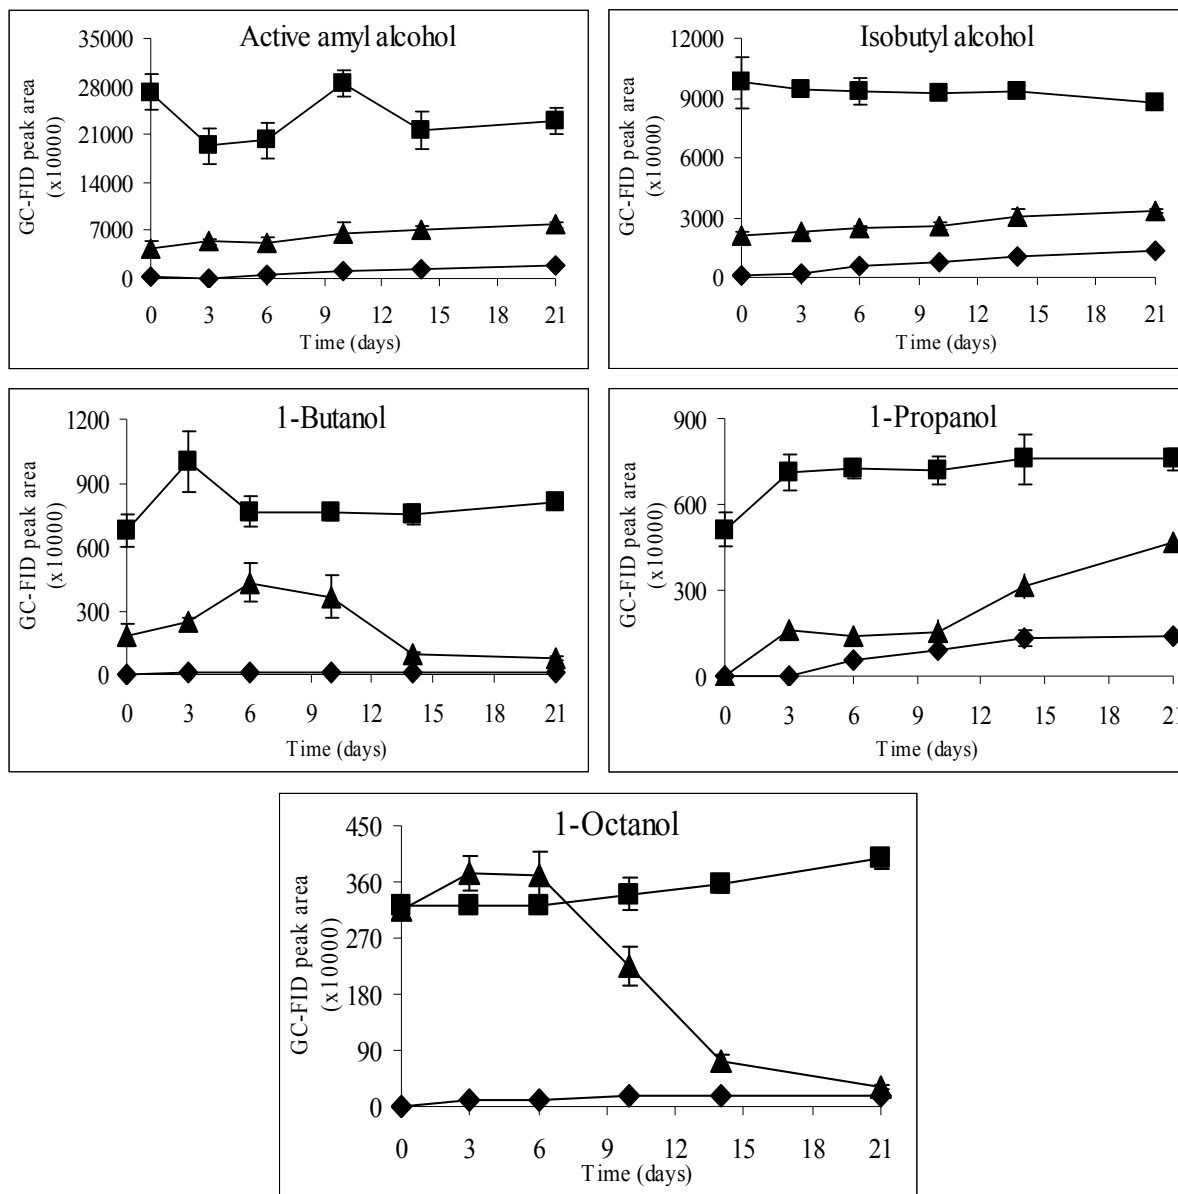 Active amyl alcohol
GC-FID peak area
(x10000)
35000
28000
21000
14000
7000
0
0 3 6 9 12 15 18 21
Time (days)
Isobutyl alcohol
GC-FID peak area
(x10000)
12000
9000
6000
3000
0
0 3 6 9 12 15 18 21
Time (days)
1-Butanol
GC-FID peak area
(x10000)
1200
900
600
300
0
0 3 6 9 12 15 18 21
Time (days)
1-Propanol
GC-FID peak area
(x10000)
900
600
300
0
0 3 6 9 12 15 18 21
Time (days)
1-Octanol
GC-FID peak area
(x10000)
450
360
270
180
90
0
0 3 6 9 12 15 18 21
Time (days)